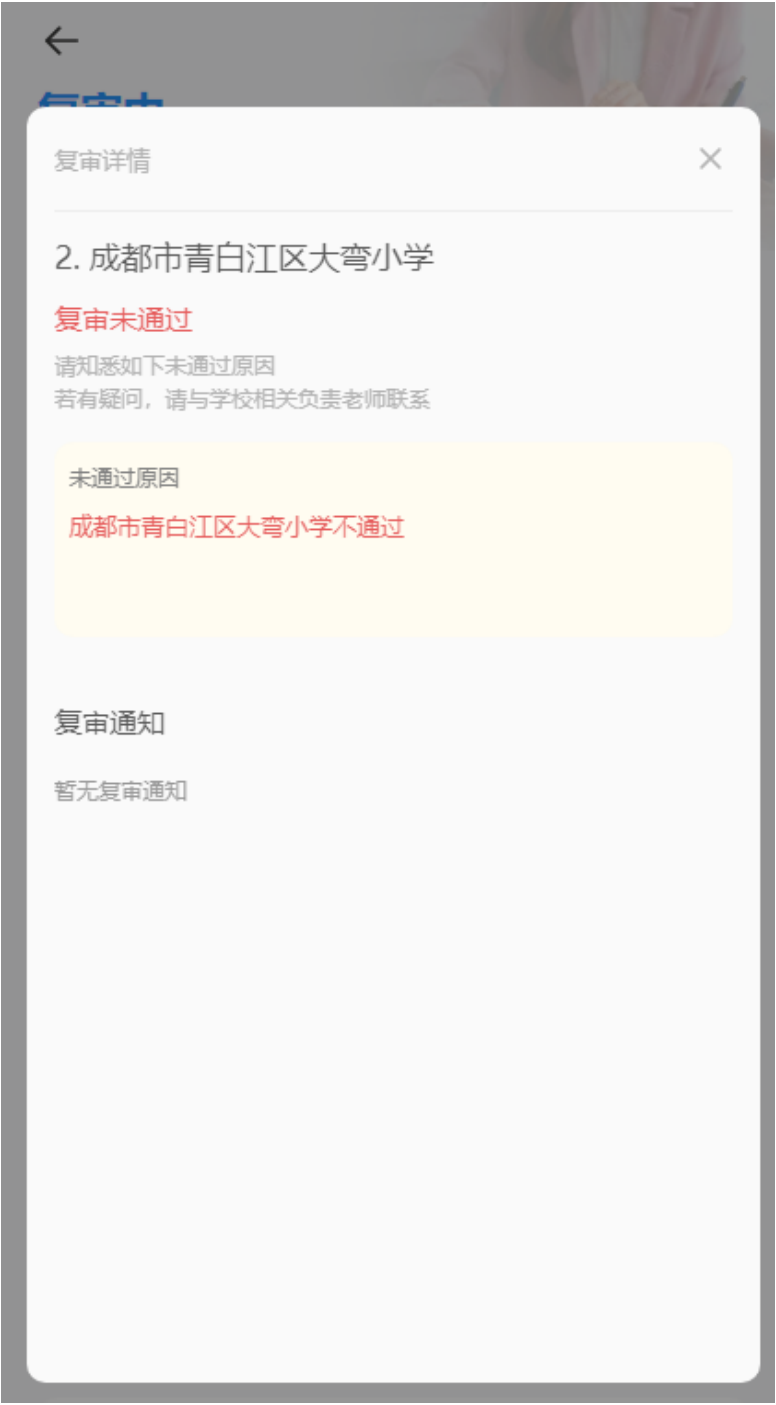 复审中
复审详情
2. 成都市青白江区大弯小学
复审未通过
请知悉如下未通过原因
若有疑问，请与学校相关负责老师联系
未通过原因
成都市青白江区大弯小学不通过
复审通知
暂无复审通知